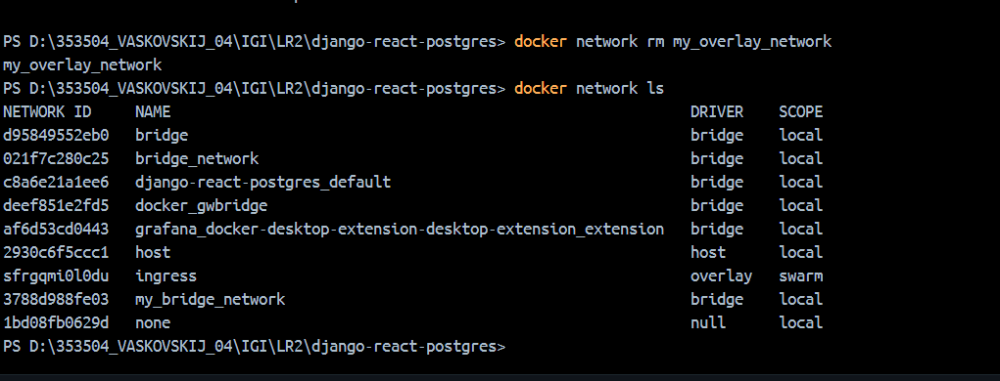 PS D:\353504_VASKOVSKIJ_04\IGI\LR2\django-react-postgres> docker network rm my_overlay_network
my_overlay_network
PS D:\353504_VASKOVSKIJ_04\IGI\LR2\django-react-postgres> docker network ls
NETWORK ID     NAME                                                                 DRIVER    SCOPE
d95849552eb0   bridge                                                               bridge    local
021f7c280c25   bridge_network                                                       bridge    local
c8a6e21a1ee6   django-react-postgres_default                                        bridge    local
deef851e2fd5   docker_gwbridge                                                      bridge    local
af6d53cd0443   grafana_docker-desktop-extension-desktop-extension_extension         bridge    local
2930c6f5ccc1   host                                                                 host      local
sfrgqmi0l0du   ingress                                                              overlay   swarm
3788d988fe03   my_bridge_network                                                    bridge    local
1bd08fb0629d   none                                                                 null      local
PS D:\353504_VASKOVSKIJ_04\IGI\LR2\django-react-postgres>